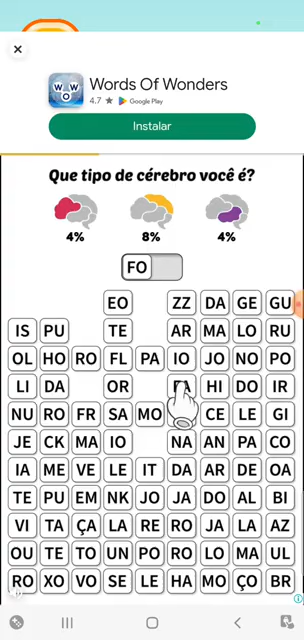 Words Of Wonders
4.7 ★ Google Play
Instalar
Que tipo de cérebro você é?
4% 8% 4%
FO
EO ZZ DA GE GU
IS PU TE AR MA LO RU
OL HO RO FL PA IO JO NO PO
LI DA OR HI DO IR
NU RO FR SA MO CE LE GI
JE CK MA IO NA AN PA CO
IA ME VE LE IT DA AR DE OA
TE PU EM NK JO JA DO AL BI
VI TA ÇA LA RE RO JA LA AZ
OU TE TO UN PO RO LO MA UL
RO XO VO SE LE HA MO ÇO BR